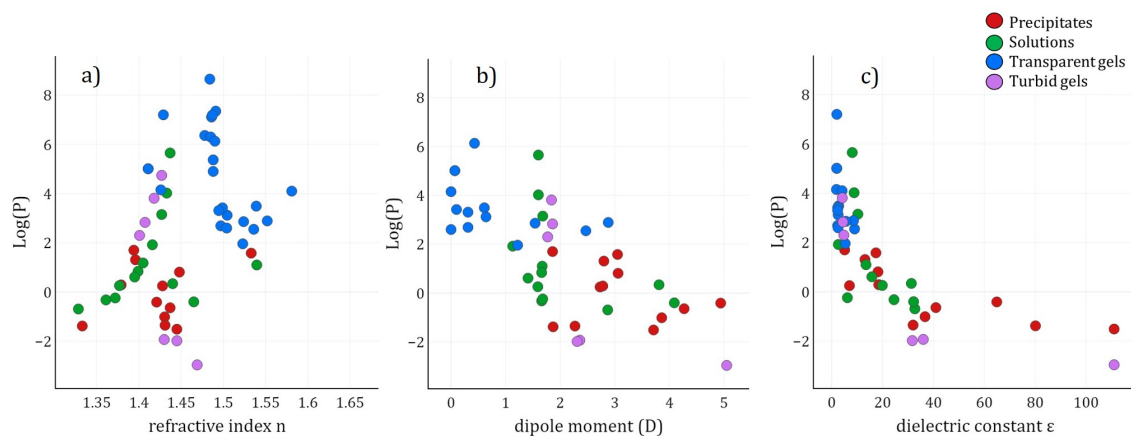 Precipitates
Solutions
Transparent gels
Turbid gels
a)
b)
c)
Log(P)
8
6
4
2
0
−2
1.35
1.4
1.45
1.5
1.55
1.6
1.65
refractive index n
Log(P)
8
6
4
2
0
−2
0
1
2
3
4
5
dipole moment (D)
Log(P)
8
6
4
2
0
−2
0
20
40
60
80
100
dielectric constant ε